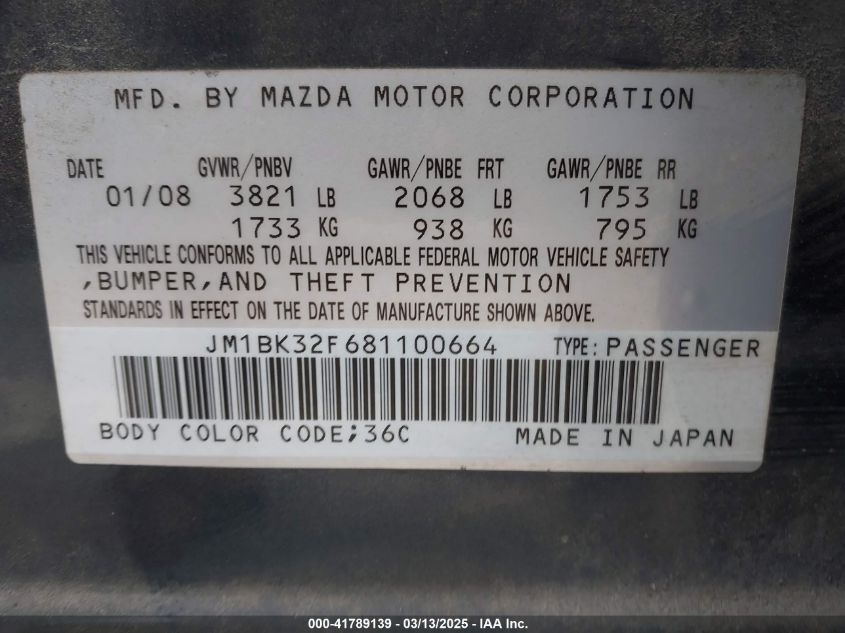 MFD. BY MAZDA MOTOR CORPORATION
DATE GVWR/PNBV GAWR/PNBE FRT GAWR/PNBE RR
01/08 3821 LB 2068 LB 1753 LB
1733 KG 938 KG 795 KG
THIS VEHICLE CONFORMS TO ALL APPLICABLE FEDERAL MOTOR VEHICLE SAFETY
,BUMPER,AND THEFT PREVENTION
STANDARDS IN EFFECT ON THE DATE OF MANUFACTURE SHOWN ABOVE.
JM1BK32F681100664 TYPE:PASSENGER
BODY COLOR CODE;36C MADE IN JAPAN
000-41789139 - 03/13/2025 - IAA Inc.